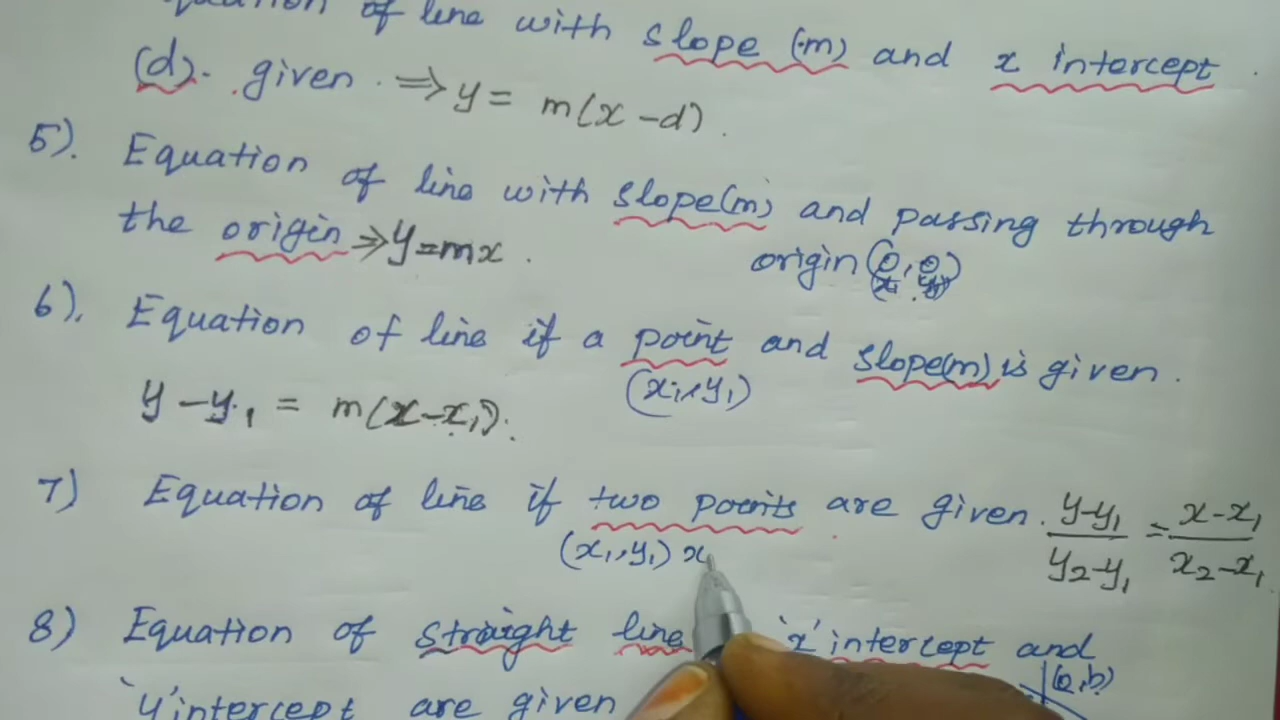 of line with slope (m) and x intercept
(d). given ⇒ y = m(x-d).
5). Equation of line with slope(m) and passing through
the origin ⇒ y=mx.
origin (0, 0)
6). Equation of line if a point and slope(m) is given.
(x₁, y₁)
y - y₁ = m(x-x₁).
7) Equation of line if two points are given. y-y₁/y₂-y₁ = x-x₁/x₂-x₁
(x₁, y₁) x
8) Equation of straight line 'x' intercept and
'y' intercept are given